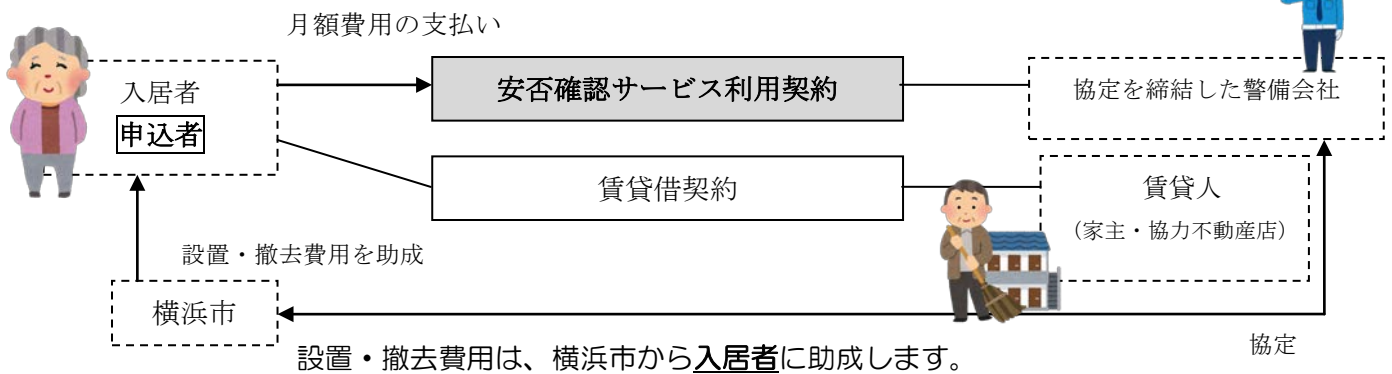 月額費用の支払い
入居者
申込者
安否確認サービス利用契約
協定を締結した警備会社
賃貸借契約
賃貸人
（家主・協力不動産店）
設置・撤去費用を助成
横浜市
協定
設置・撤去費用は、横浜市から入居者に助成します。